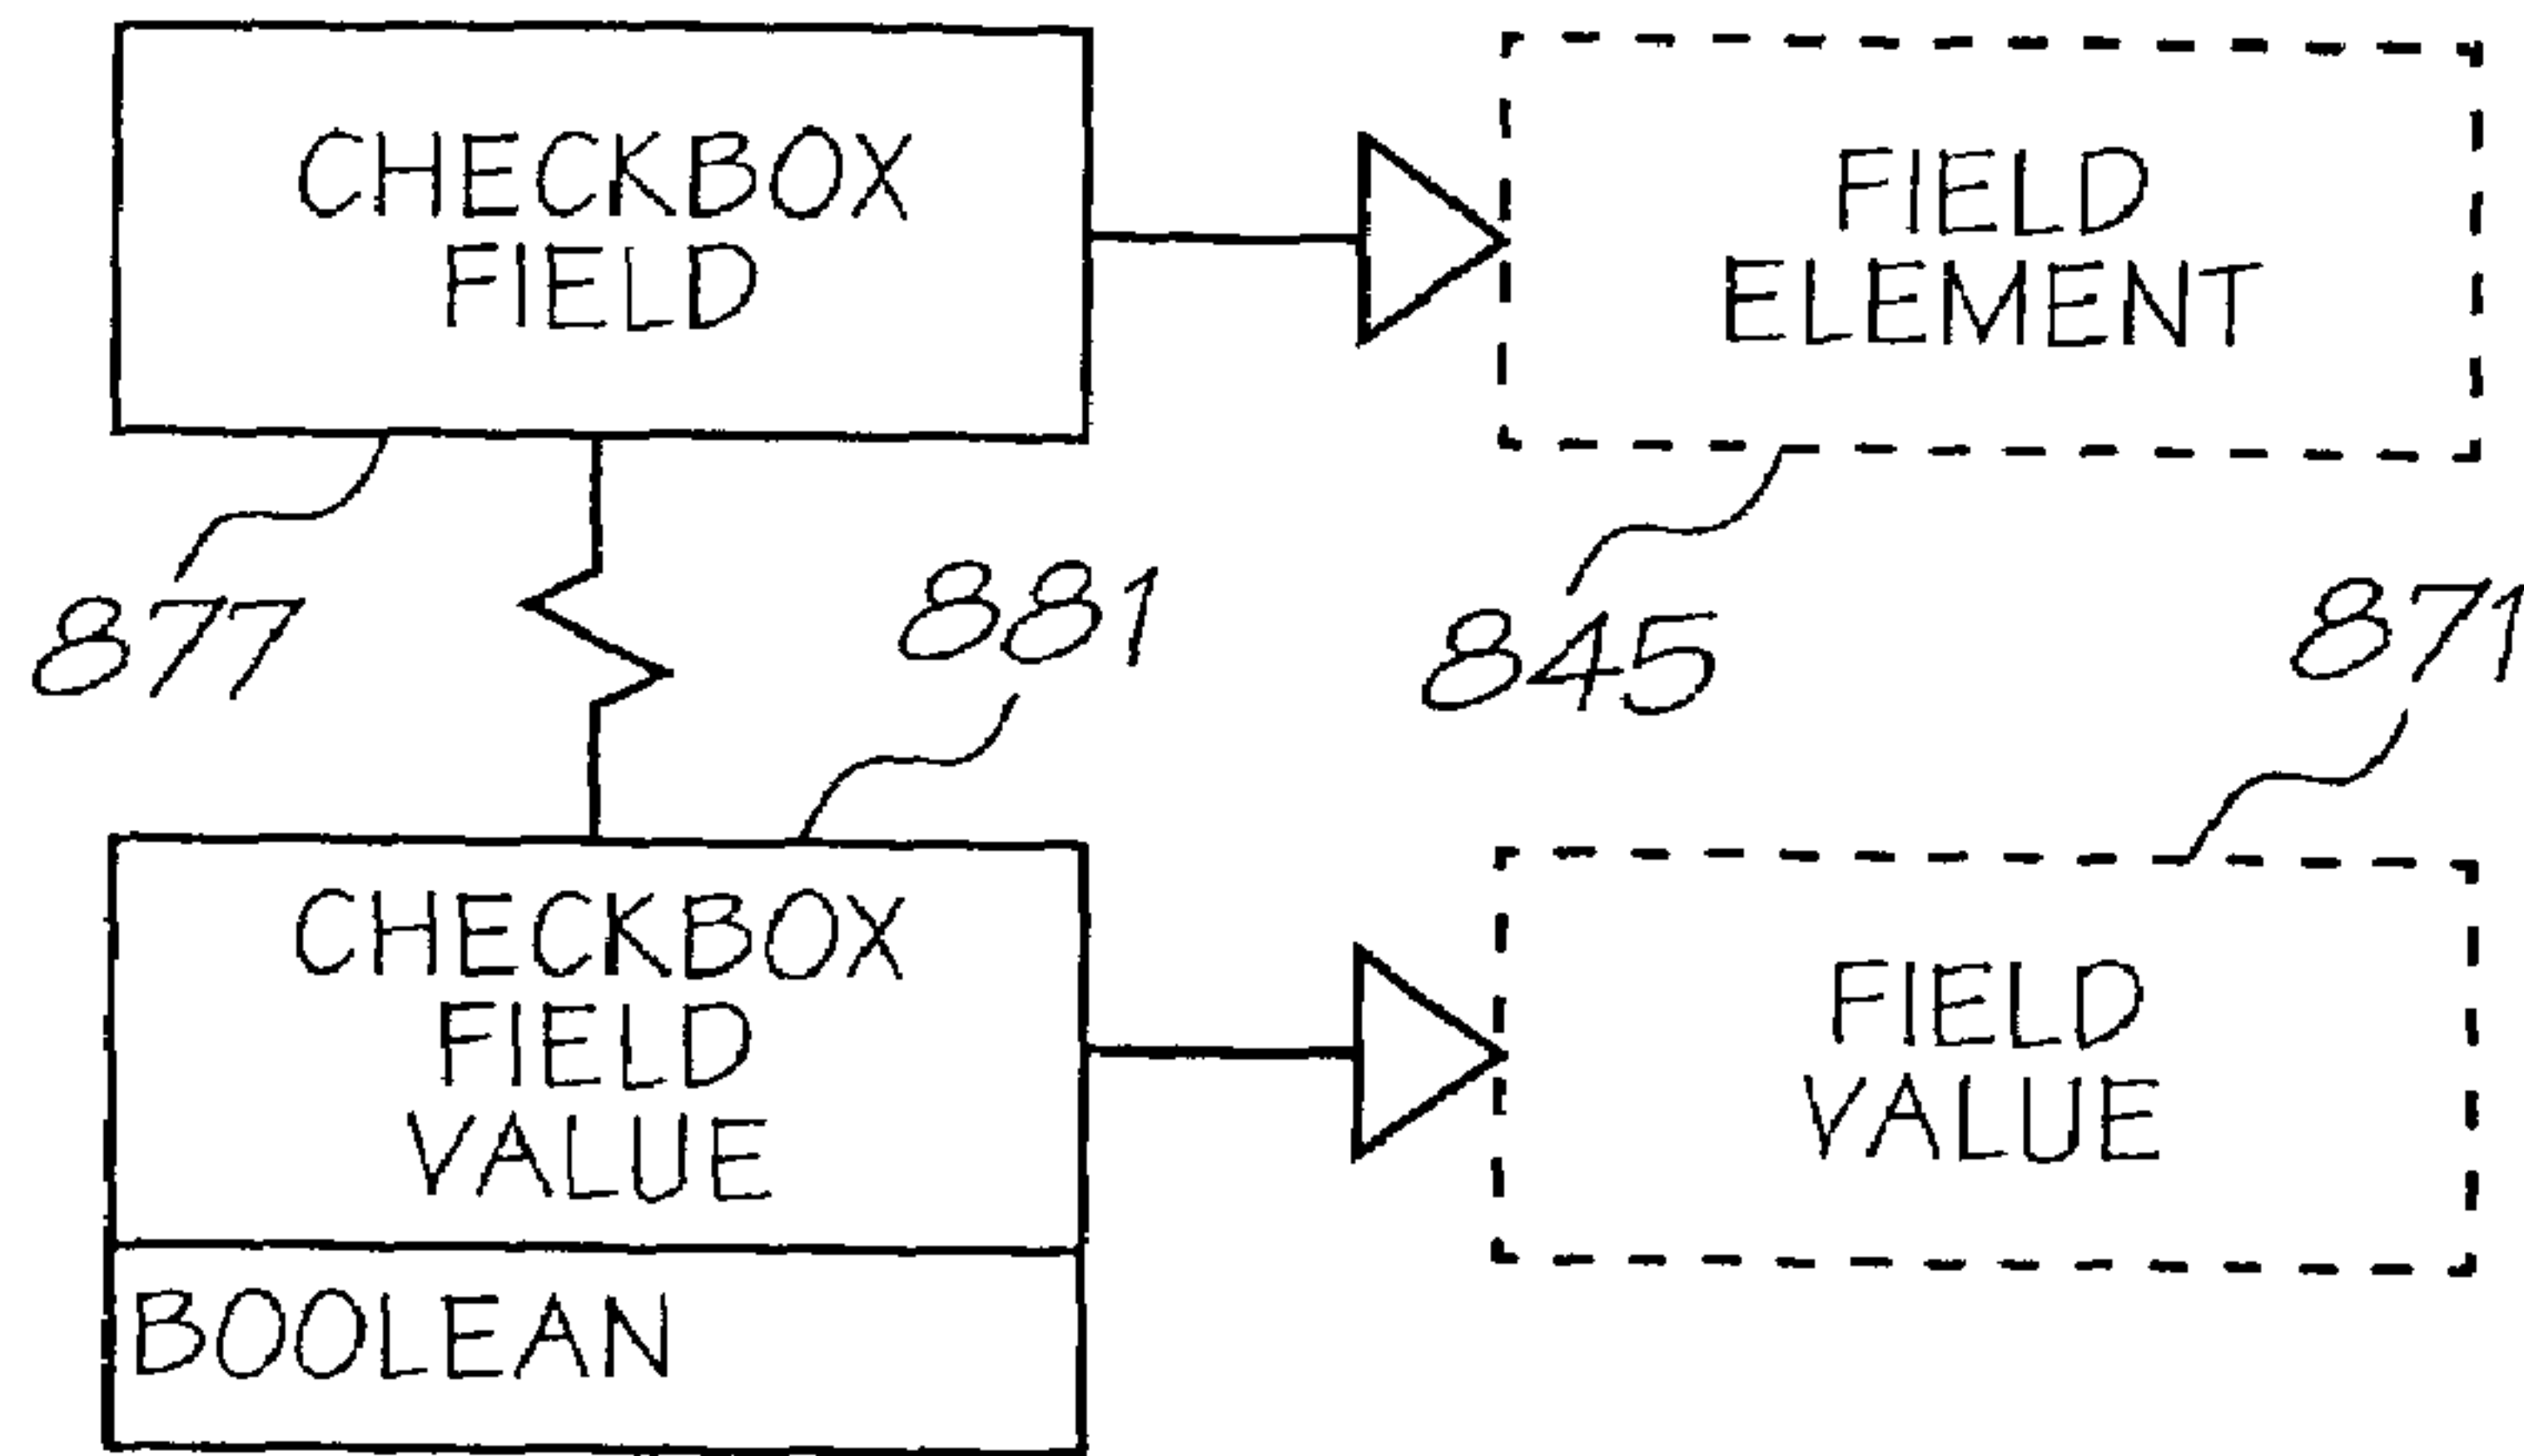 CHECKBOX
FIELD
FIELD
ELEMENT
877
881
845
871
CHECKBOX
FIELD
VALUE
BOOLEAN
FIELD
VALUE